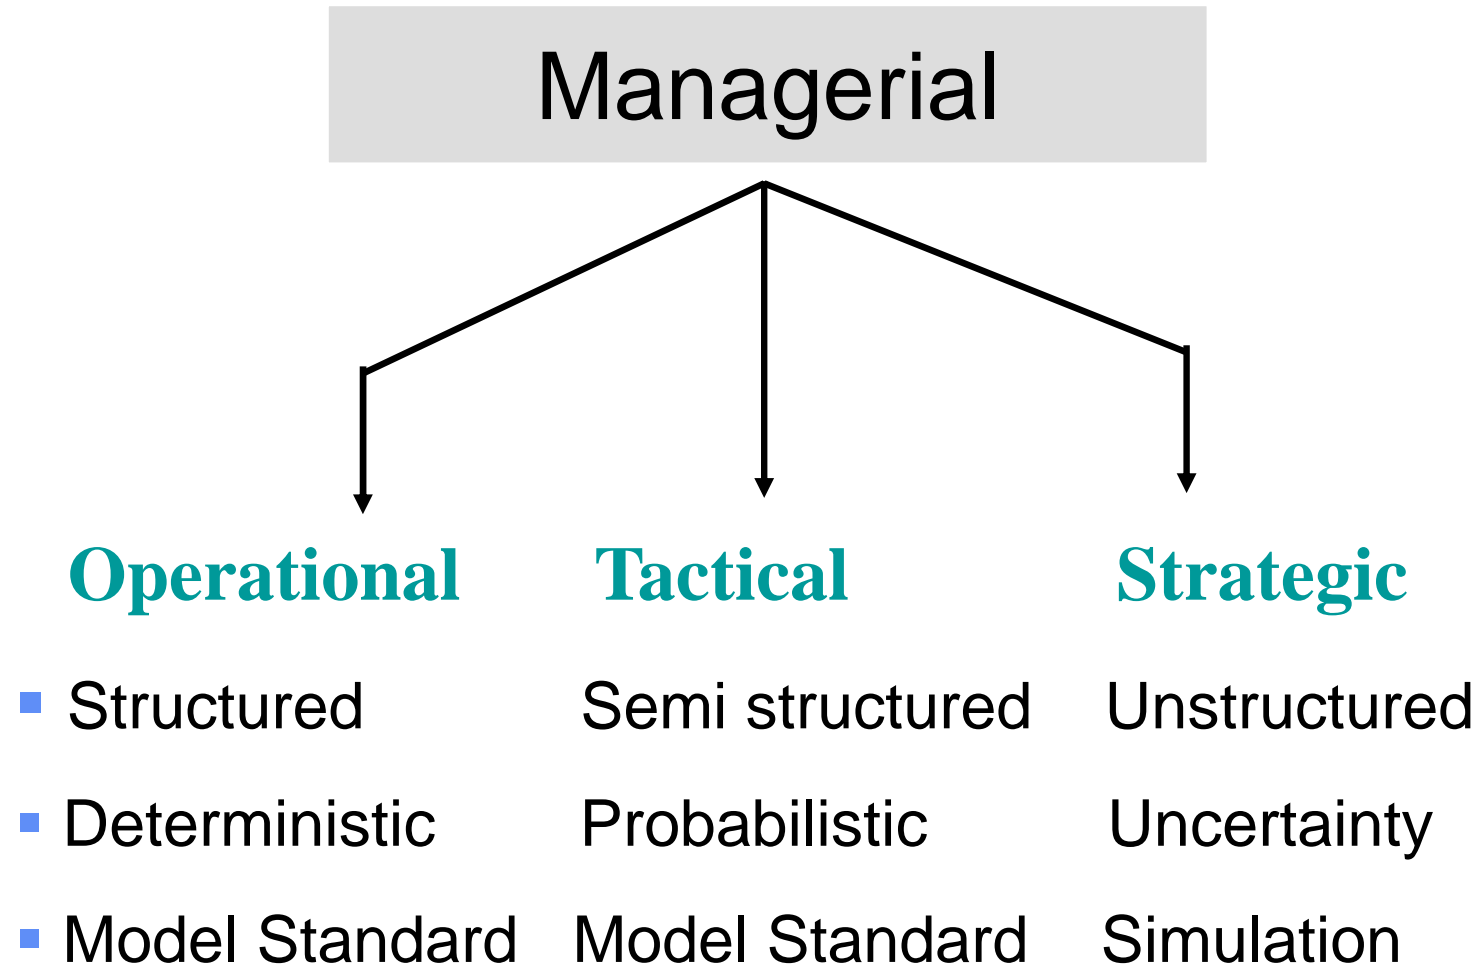 Managerial
Operational Tactical Strategic
Structured Semi structured Unstructured
Deterministic Probabilistic Uncertainty
Model Standard Model Standard Simulation